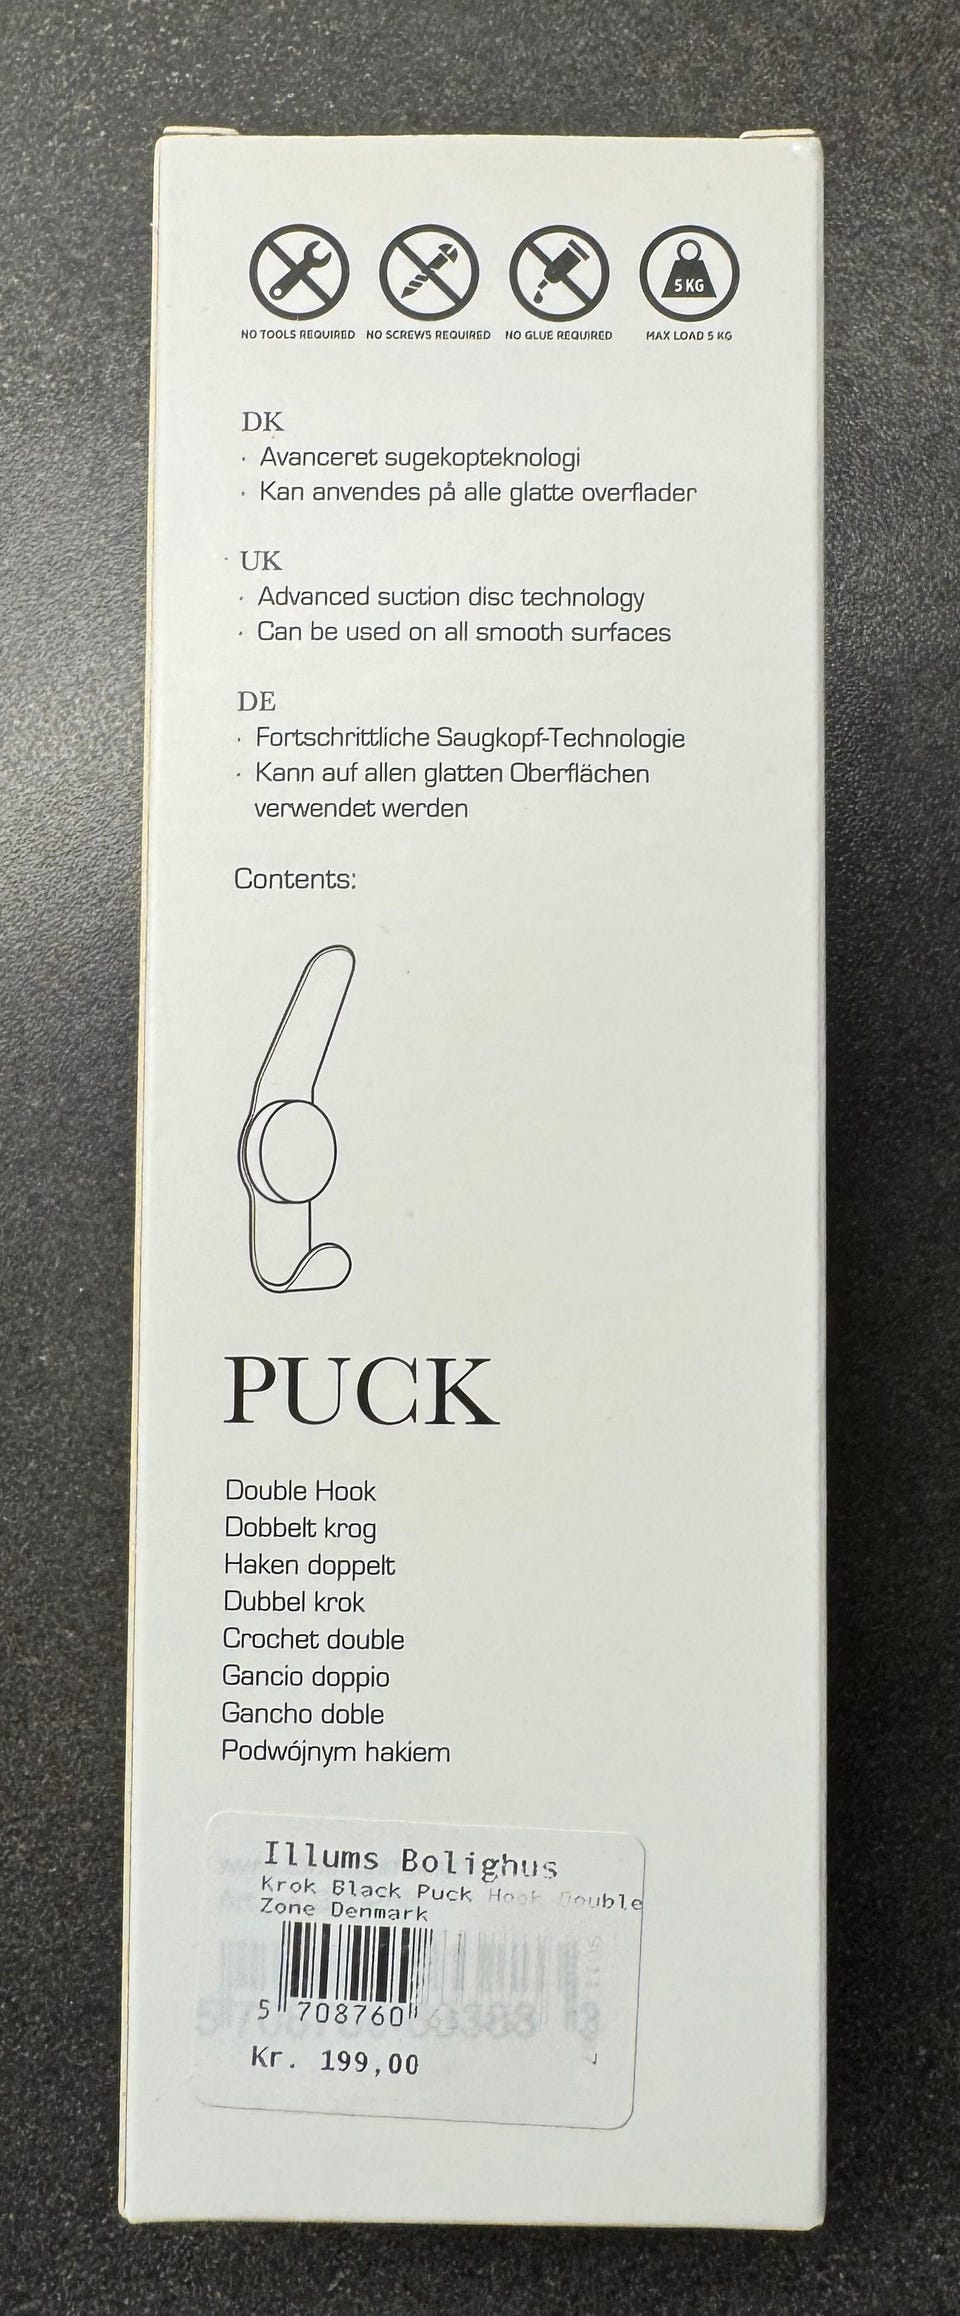 5 KG
NO TOOLS REQUIRED NO SCREWS REQUIRED NO GLUE REQUIRED MAX LOAD 5 KG
DK
· Avanceret sugekopteknologi
· Kan anvendes på alle glatte overflader
UK
· Advanced suction disc technology
· Can be used on all smooth surfaces
DE
· Fortschrittliche Saugkopf-Technologie
· Kann auf allen glatten Oberflächen
verwendet werden
Contents:
PUCK
Double Hook
Dobbelt krog
Haken doppelt
Dubbel krok
Crochet double
Gancio doppio
Gancho doble
Podwójnym hakiem
Illums Bolighus
Krok Black Puck Hook Double
Zone Denmark
5 708760
Kr. 199,00